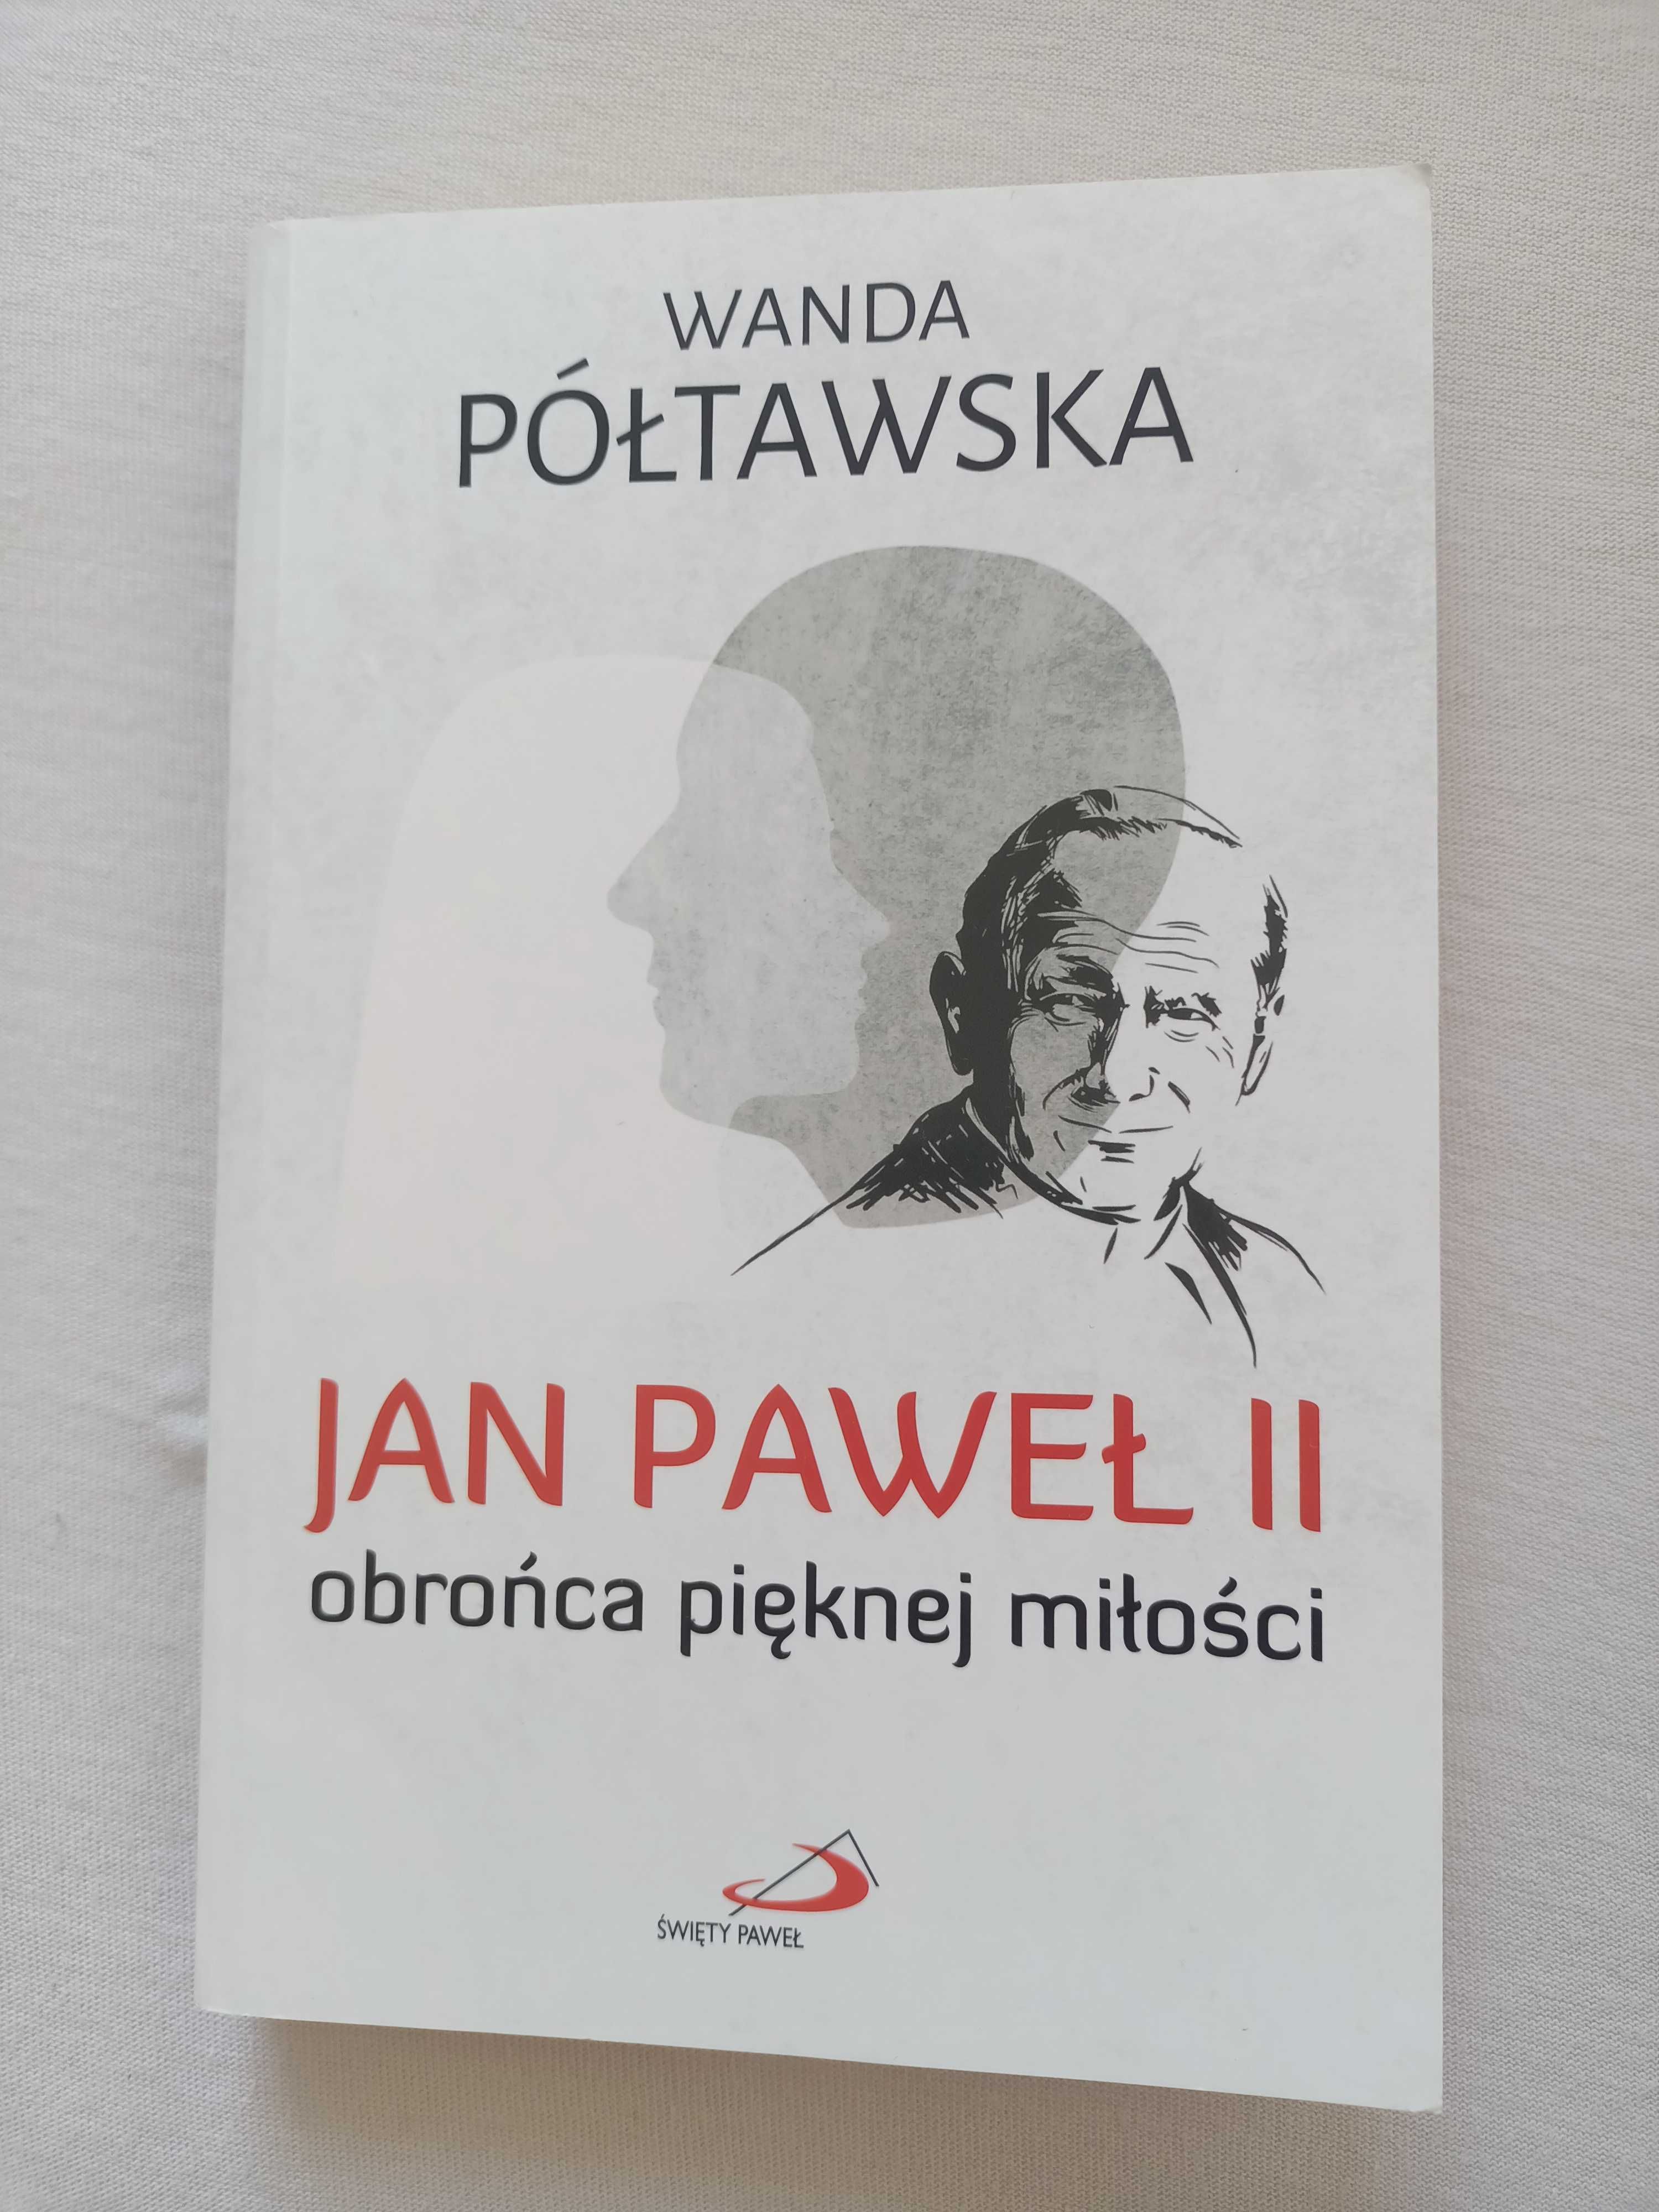 WANDA
PÓŁTAWSKA
JAN PAWEŁ II
obrońca pięknej miłości
ŚWIĘTY PAWEŁ